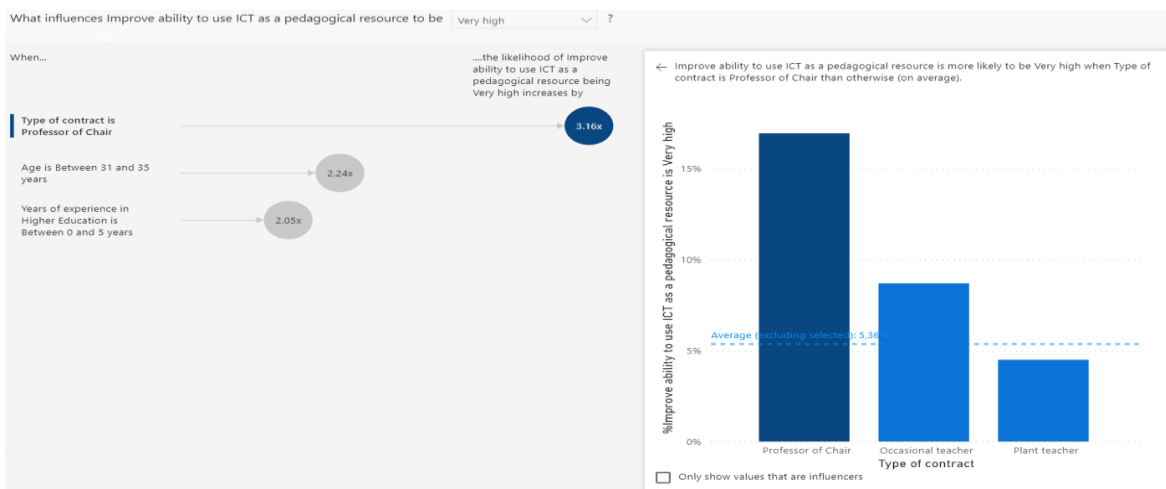 What influences Improve ability to use ICT as a pedagogical resource to be Very high ?
When...
....the likelihood of Improve
ability to use ICT as a
pedagogical resource being
Very high increases by
Type of contract is
Professor of Chair
3.16x
Age is Between 31 and 35
years
2.24x
Years of experience in
Higher Education is
Between 0 and 5 years
2.05x
← Improve ability to use ICT as a pedagogical resource is more likely to be Very high when Type of
contract is Professor of Chair than otherwise (on average).
%Improve ability to use ICT as a pedagogical resource is Very high
15%
10%
Average (excluding selected): 5,36%
5%
0%
Professor of Chair
Occasional teacher
Plant teacher
Type of contract
Only show values that are influencers